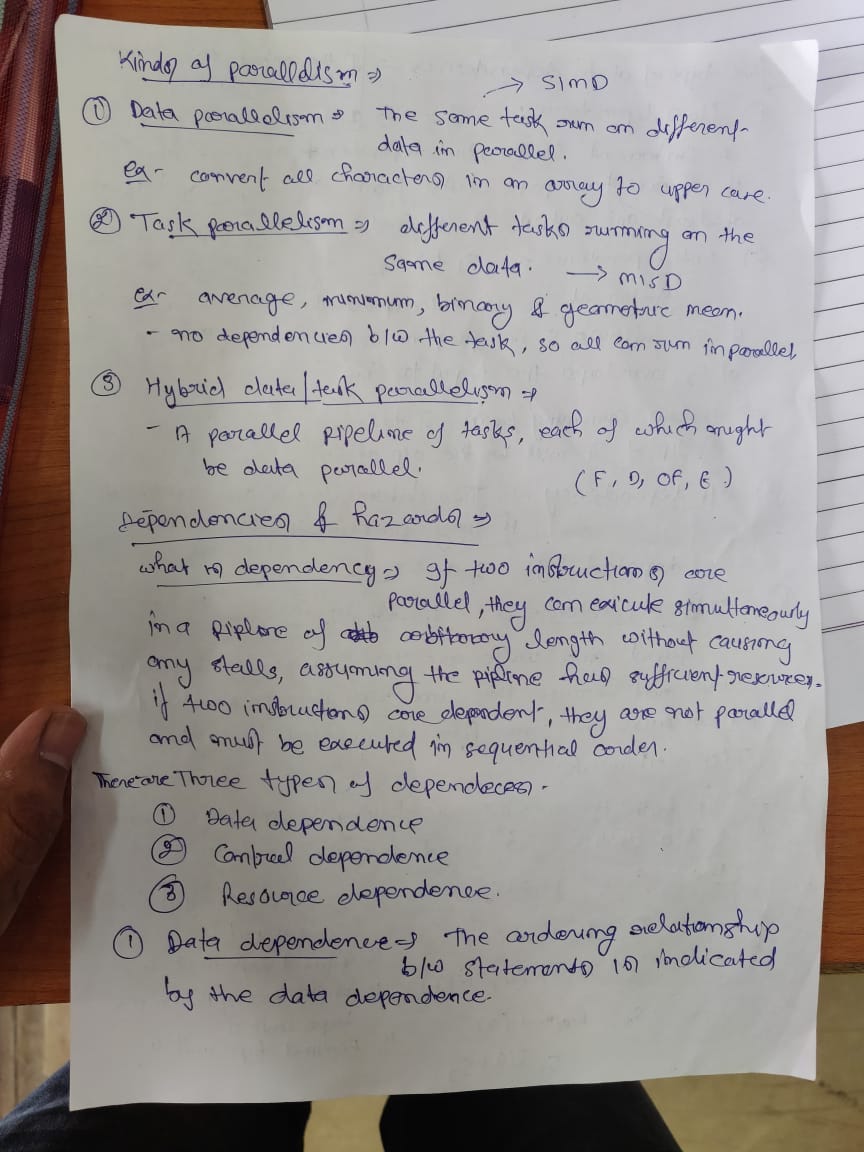 Kinds of parallelism ⇒
→ SIMD
① Data parallelism ⇒ The same task run on different
data in parallel.
ex- convert all characters in an array to upper case.
② Task parallelism ⇒ different tasks running on the
same data. → MISD
ex- average, minimum, binary & geometric mean.
- no dependencies b/w the task, so all can run in parallel
③ Hybrid data/task parallelism ⇒
- A parallel pipeline of tasks, each of which might
be data parallel.
(F, D, OF, E)
Dependencies & hazards ⇒
what is dependency ⇒ If two instructions are
parallel, they can exicute simultaneously
in a pipline of arbitrary length without causing
any stalls, assuming the pipline has sufficient resources.
if two instructions are dependent, they are not parallel
and must be executed in sequential order.
There are Three types of dependeces -
① Data dependence
② Control dependence
③ Resource dependence.
① Data dependence ⇒ The ordering relationship
b/w statements is indicated
by the data dependence.